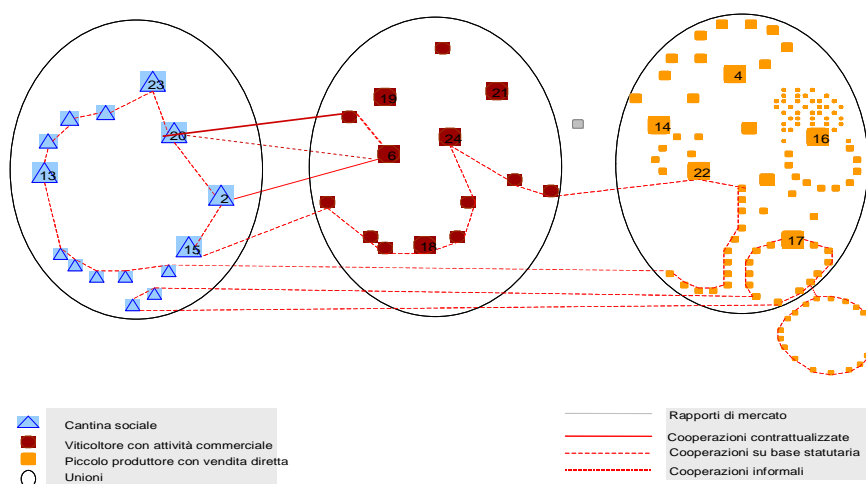 23
20
13
2
15
19
21
24
6
18
4
14
16
22
17
Cantina sociale
Viticoltore con attività commerciale
Piccolo produttore con vendita diretta
Unioni
Rapporti di mercato
Cooperazioni contrattualizzate
Cooperazioni su base statutaria
Cooperazioni informali